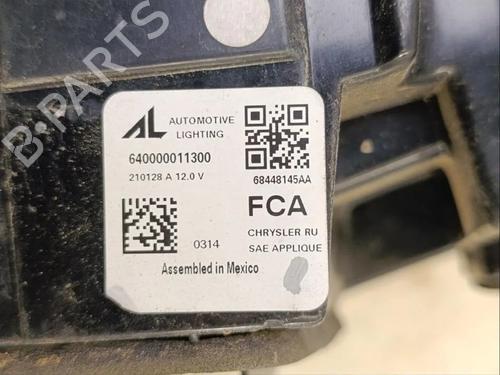 B-PARTS
AL AUTOMOTIVE
LIGHTING
640000011300
210128 A 12.0 V
68448145AA
FCA
0314
CHRYSLER RU
SAE APPLIQUE
Assembled in Mexico